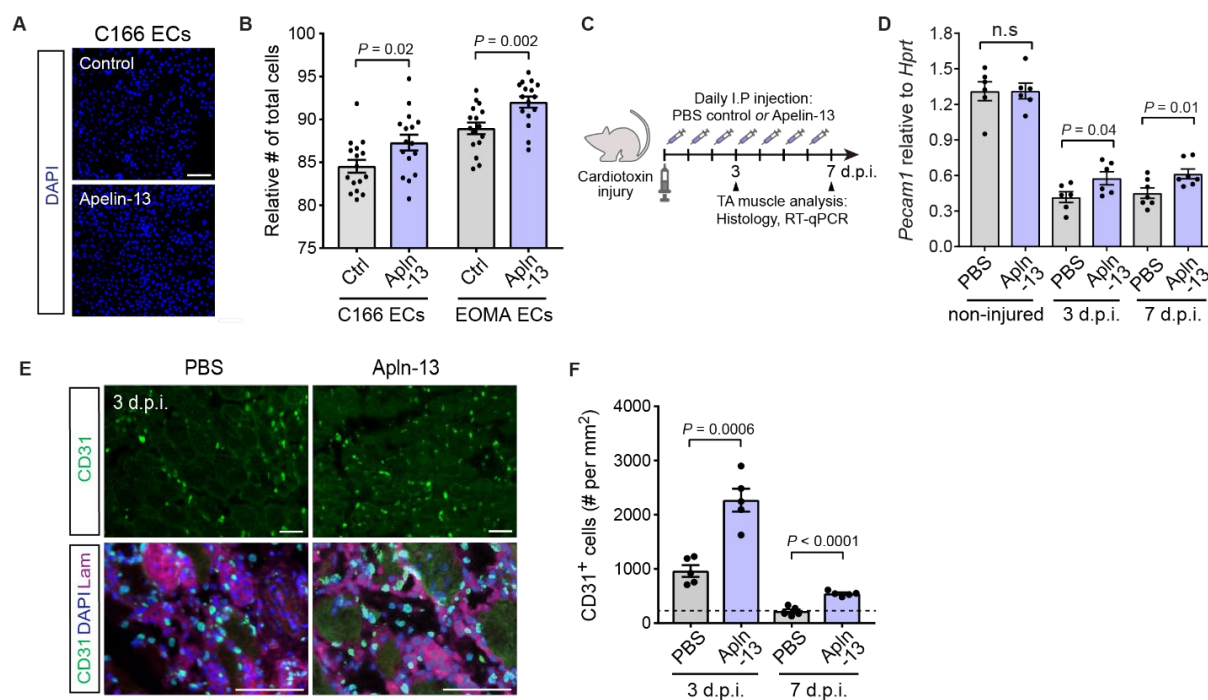 A
C166 ECs
DAPI
Control
Apelin-13
B
Relative # of total cells
95
90
85
80
75
P = 0.02
P = 0.002
Ctrl
Apln
-13
Ctrl
Apln
-13
C166 ECs
EOMA ECs
C
Daily I.P injection:
PBS control or Apelin-13
Cardiotoxin
injury
3
7 d.p.i.
TA muscle analysis:
Histology, RT-qPCR
D
Pecam1 relative to Hprt
1.8
1.5
1.2
0.9
0.6
0.3
0.0
n.s
P = 0.04
P = 0.01
PBS
Apln
-13
PBS
Apln
-13
PBS
Apln
-13
non-injured
3 d.p.i.
7 d.p.i.
E
PBS
Apln-13
CD31
3 d.p.i.
CD31 DAPI Lam
F
CD31+ cells (# per mm2)
4000
3000
2000
1000
0
P = 0.0006
P < 0.0001
PBS
Apln
-13
PBS
Apln
-13
3 d.p.i.
7 d.p.i.